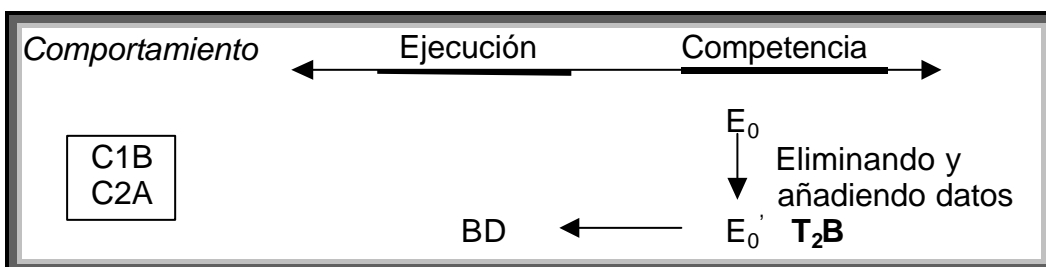 Comportamiento Ejecución Competencia
E₀
C1B Eliminando y
C2A añadiendo datos
BD E₀’ T₂B